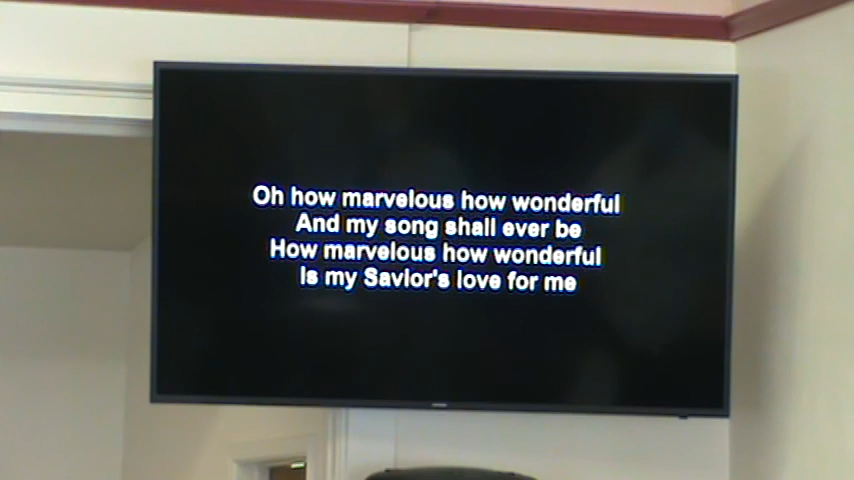 Oh how marvelous how wonderful
And my song shall ever be
How marvelous how wonderful
Is my Savior's love for me